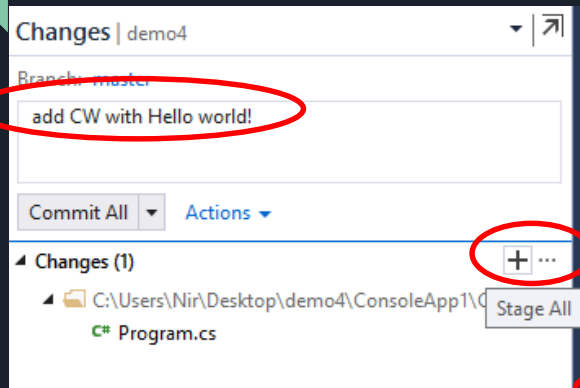 Changes | demo4
Branch: master
add CW with Hello world!
Commit All Actions
Changes (1)
C:\Users\Nir\Desktop\demo4\ConsoleApp1\C
Stage All
C# Program.cs